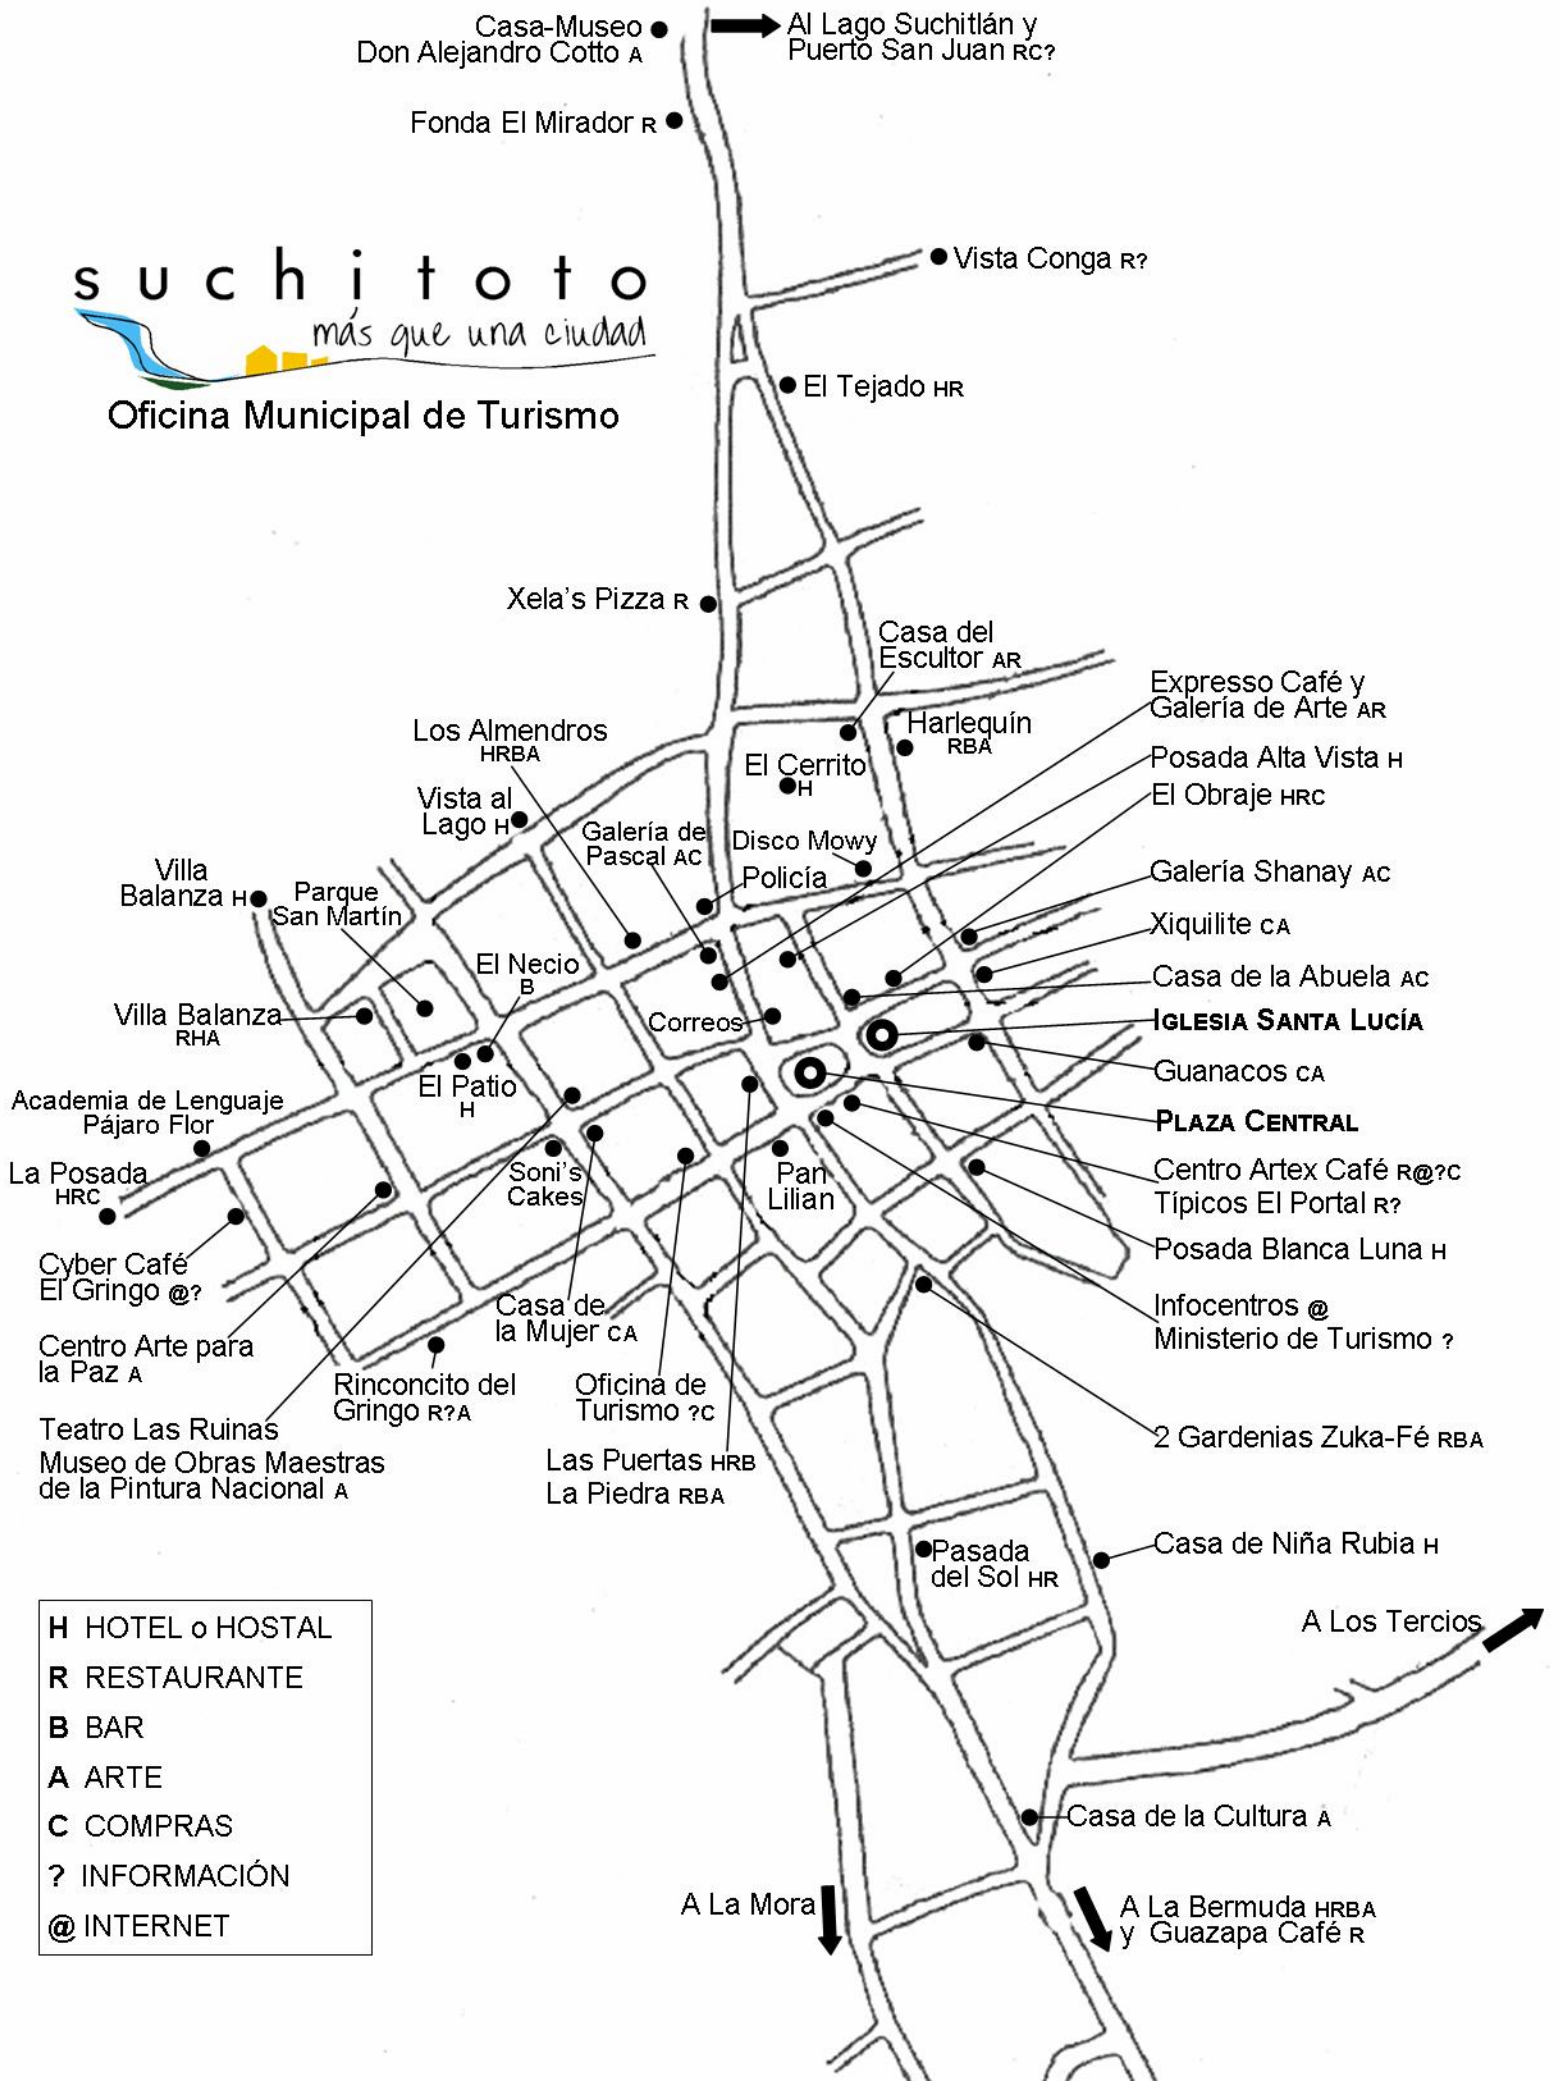 Casa-Museo
Don Alejandro Cotto A
Al Lago Suchitlán y
Puerto San Juan RC?
Fonda El Mirador R
suchitoto
más que una ciudad
Oficina Municipal de Turismo
Vista Conga R?
El Tejado HR
Xela's Pizza R
Casa del
Escultor AR
Expresso Café y
Galería de Arte AR
Los Almendros
HRBA
Harlequín
RBA
El Cerrito
H
Posada Alta Vista H
El Obraje HRC
Vista al
Lago H
Galería de
Pascal AC
Disco Mowy
Policía
Villa
Balanza H
Parque
San Martín
Galería Shanay AC
Xiquilite CA
El Necio
B
Casa de la Abuela AC
Villa Balanza
RHA
Correos
IGLESIA SANTA LUCÍA
Guanacos CA
El Patio
H
Academia de Lenguaje
Pájaro Flor
PLAZA CENTRAL
La Posada
HRC
Soni's
Cakes
Pan
Lilian
Centro Artex Café R@?C
Típicos El Portal R?
Cyber Café
El Gringo @?
Posada Blanca Luna H
Casa de
la Mujer CA
Infocentros @
Ministerio de Turismo ?
Centro Arte para
la Paz A
Rinconcito del
Gringo R?A
Oficina de
Turismo ?C
Teatro Las Ruinas
Museo de Obras Maestras
de la Pintura Nacional A
Las Puertas HRB
La Piedra RBA
2 Gardenias Zuka-Fé RBA
Pasada
del Sol HR
Casa de Niña Rubia H
H HOTEL o HOSTAL
R RESTAURANTE
B BAR
A ARTE
C COMPRAS
? INFORMACIÓN
@ INTERNET
A Los Tercios
Casa de la Cultura A
A La Mora
A La Bermuda HRBA
y Guazapa Café R